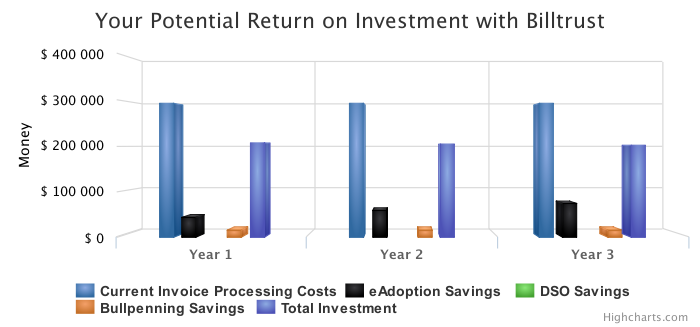 Your Potential Return on Investment with Billtrust
$ 400 000
$ 300 000
$ 200 000
$ 100 000
$ 0
Money
Year 1
Year 2
Year 3
Current Invoice Processing Costs eAdoption Savings DSO Savings
Bullpenning Savings Total Investment
Highcharts.com